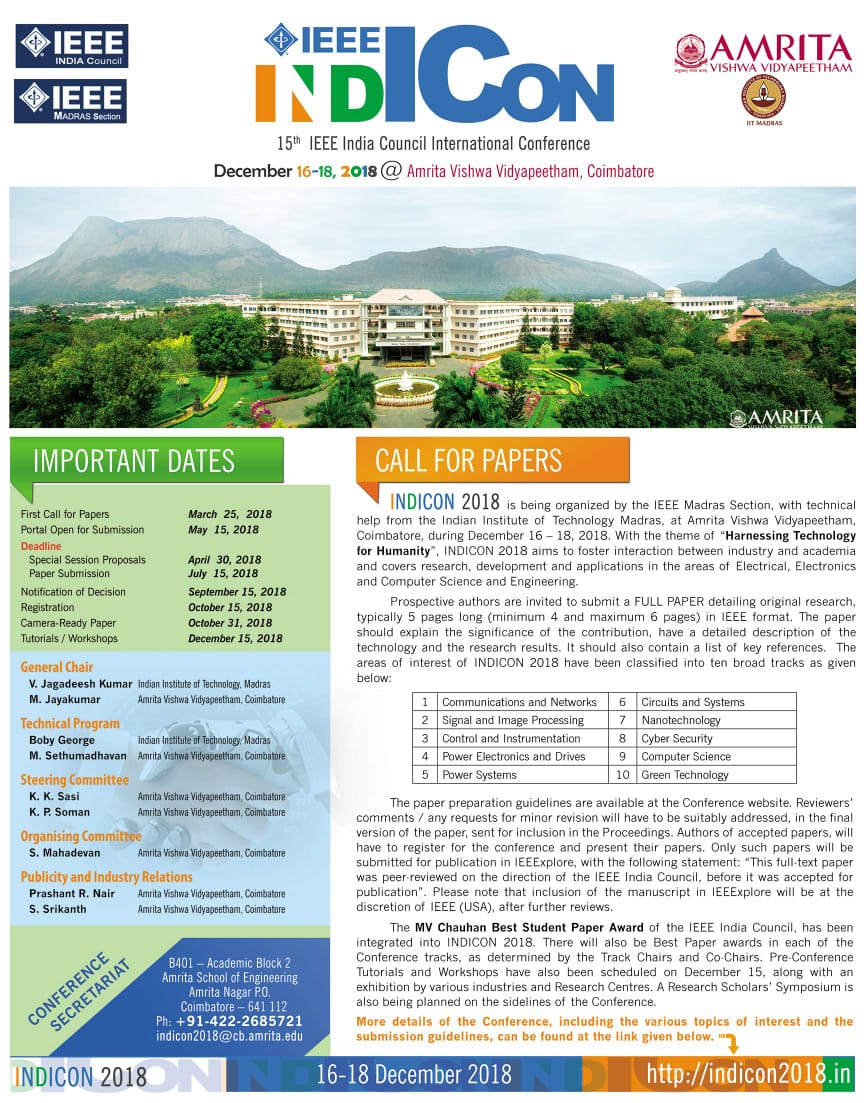 IEEE
INDIA Council
IEEE
MADRAS Section
IEEE
INDICON
AMRITA
VISHWA VIDYAPEETHAM
IIT MADRAS
15th IEEE India Council International Conference
December 16-18, 2018 @ Amrita Vishwa Vidyapeetham, Coimbatore
AMRITA
VISHWA VIDYAPEETHAM
IMPORTANT DATES
First Call for Papers March 25, 2018
Portal Open for Submission May 15, 2018
Deadline
Special Session Proposals April 30, 2018
Paper Submission July 15, 2018
Notification of Decision September 15, 2018
Registration October 15, 2018
Camera-Ready Paper October 31, 2018
Tutorials / Workshops December 15, 2018
General Chair
V. Jagadeesh Kumar Indian Institute of Technology, Madras
M. Jayakumar Amrita Vishwa Vidyapeetham, Coimbatore
Technical Program
Boby George Indian Institute of Technology, Madras
M. Sethumadhavan Amrita Vishwa Vidyapeetham, Coimbatore
Steering Committee
K. K. Sasi Amrita Vishwa Vidyapeetham, Coimbatore
K. P. Soman Amrita Vishwa Vidyapeetham, Coimbatore
Organising Committee
S. Mahadevan Amrita Vishwa Vidyapeetham, Coimbatore
Publicity and Industry Relations
Prashant R. Nair Amrita Vishwa Vidyapeetham, Coimbatore
S. Srikanth Amrita Vishwa Vidyapeetham, Coimbatore
CONFERENCE
SECRETARIAT
B401 – Academic Block 2
Amrita School of Engineering
Amrita Nagar P.O.
Coimbatore – 641 112
Ph: +91-422-2685721
indicon2018@cb.amrita.edu
CALL FOR PAPERS
INDICON 2018 is being organized by the IEEE Madras Section, with technical
help from the Indian Institute of Technology Madras, at Amrita Vishwa Vidyapeetham,
Coimbatore, during December 16 – 18, 2018. With the theme of “Harnessing Technology
for Humanity”, INDICON 2018 aims to foster interaction between industry and academia
and covers research, development and applications in the areas of Electrical, Electronics
and Computer Science and Engineering.
Prospective authors are invited to submit a FULL PAPER detailing original research,
typically 5 pages long (minimum 4 and maximum 6 pages) in IEEE format. The paper
should explain the significance of the contribution, have a detailed description of the
technology and the research results. It should also contain a list of key references. The
areas of interest of INDICON 2018 have been classified into ten broad tracks as given
below:
1 Communications and Networks 6 Circuits and Systems
2 Signal and Image Processing 7 Nanotechnology
3 Control and Instrumentation 8 Cyber Security
4 Power Electronics and Drives 9 Computer Science
5 Power Systems 10 Green Technology
The paper preparation guidelines are available at the Conference website. Reviewers’
comments / any requests for minor revision will have to be suitably addressed, in the final
version of the paper, sent for inclusion in the Proceedings. Authors of accepted papers, will
have to register for the conference and present their papers. Only such papers will be
submitted for publication in IEEExplore, with the following statement: “This full-text paper
was peer-reviewed on the direction of the IEEE India Council, before it was accepted for
publication”. Please note that inclusion of the manuscript in IEEExplore will be at the
discretion of IEEE (USA), after further reviews.
The MV Chauhan Best Student Paper Award of the IEEE India Council, has been
integrated into INDICON 2018. There will also be Best Paper awards in each of the
Conference tracks, as determined by the Track Chairs and Co-Chairs. Pre-Conference
Tutorials and Workshops have also been scheduled on December 15, along with an
exhibition by various industries and Research Centres. A Research Scholars’ Symposium is
also being planned on the sidelines of the Conference.
More details of the Conference, including the various topics of interest and the
submission guidelines, can be found at the link given below.
INDICON 2018
16-18 December 2018
http://indicon2018.in